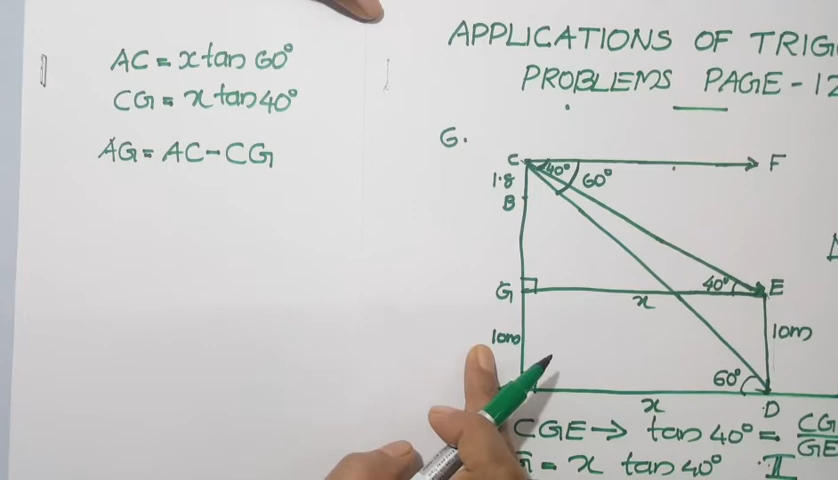 AC = x tan 60°
CG = x tan 40°
AG = AC - CG
APPLICATIONS OF
PROBLEMS PAGE - 12
6.
C
40°
60°
F
1.8
B
G
40°
E
x
10m
10m
60°
x
D
CGE → tan 40° = CG/GE
= x tan 40° I